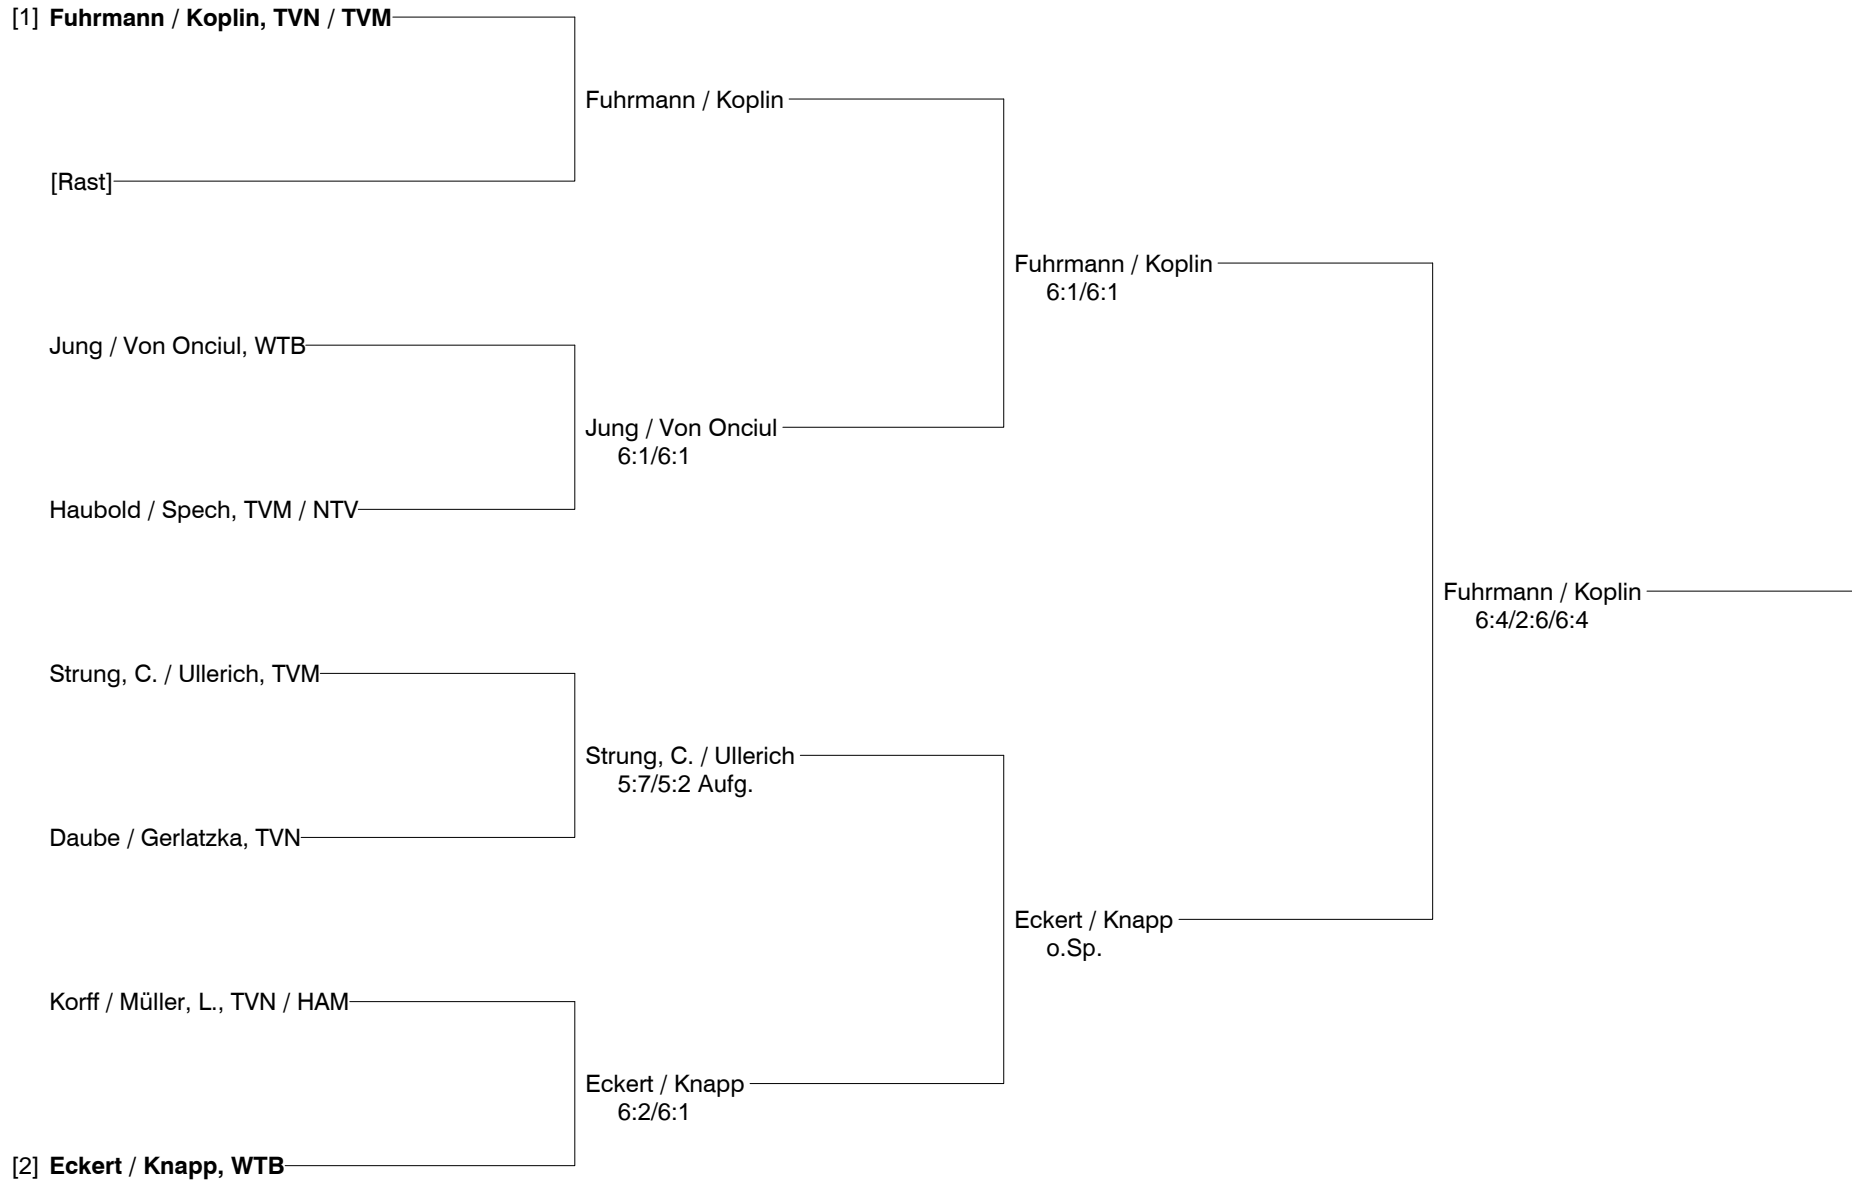 [1] Fuhrmann / Koplin, TVN / TVM
Fuhrmann / Koplin
[Rast]
Fuhrmann / Koplin
6:1/6:1
Jung / Von Onciul, WTB
Jung / Von Onciul
6:1/6:1
Haubold / Spech, TVM / NTV
Fuhrmann / Koplin
6:4/2:6/6:4
Strung, C. / Ullerich, TVM
Strung, C. / Ullerich
5:7/5:2 Aufg.
Daube / Gerlatzka, TVN
Eckert / Knapp
o.Sp.
Korff / Müller, L., TVN / HAM
Eckert / Knapp
6:2/6:1
[2] Eckert / Knapp, WTB